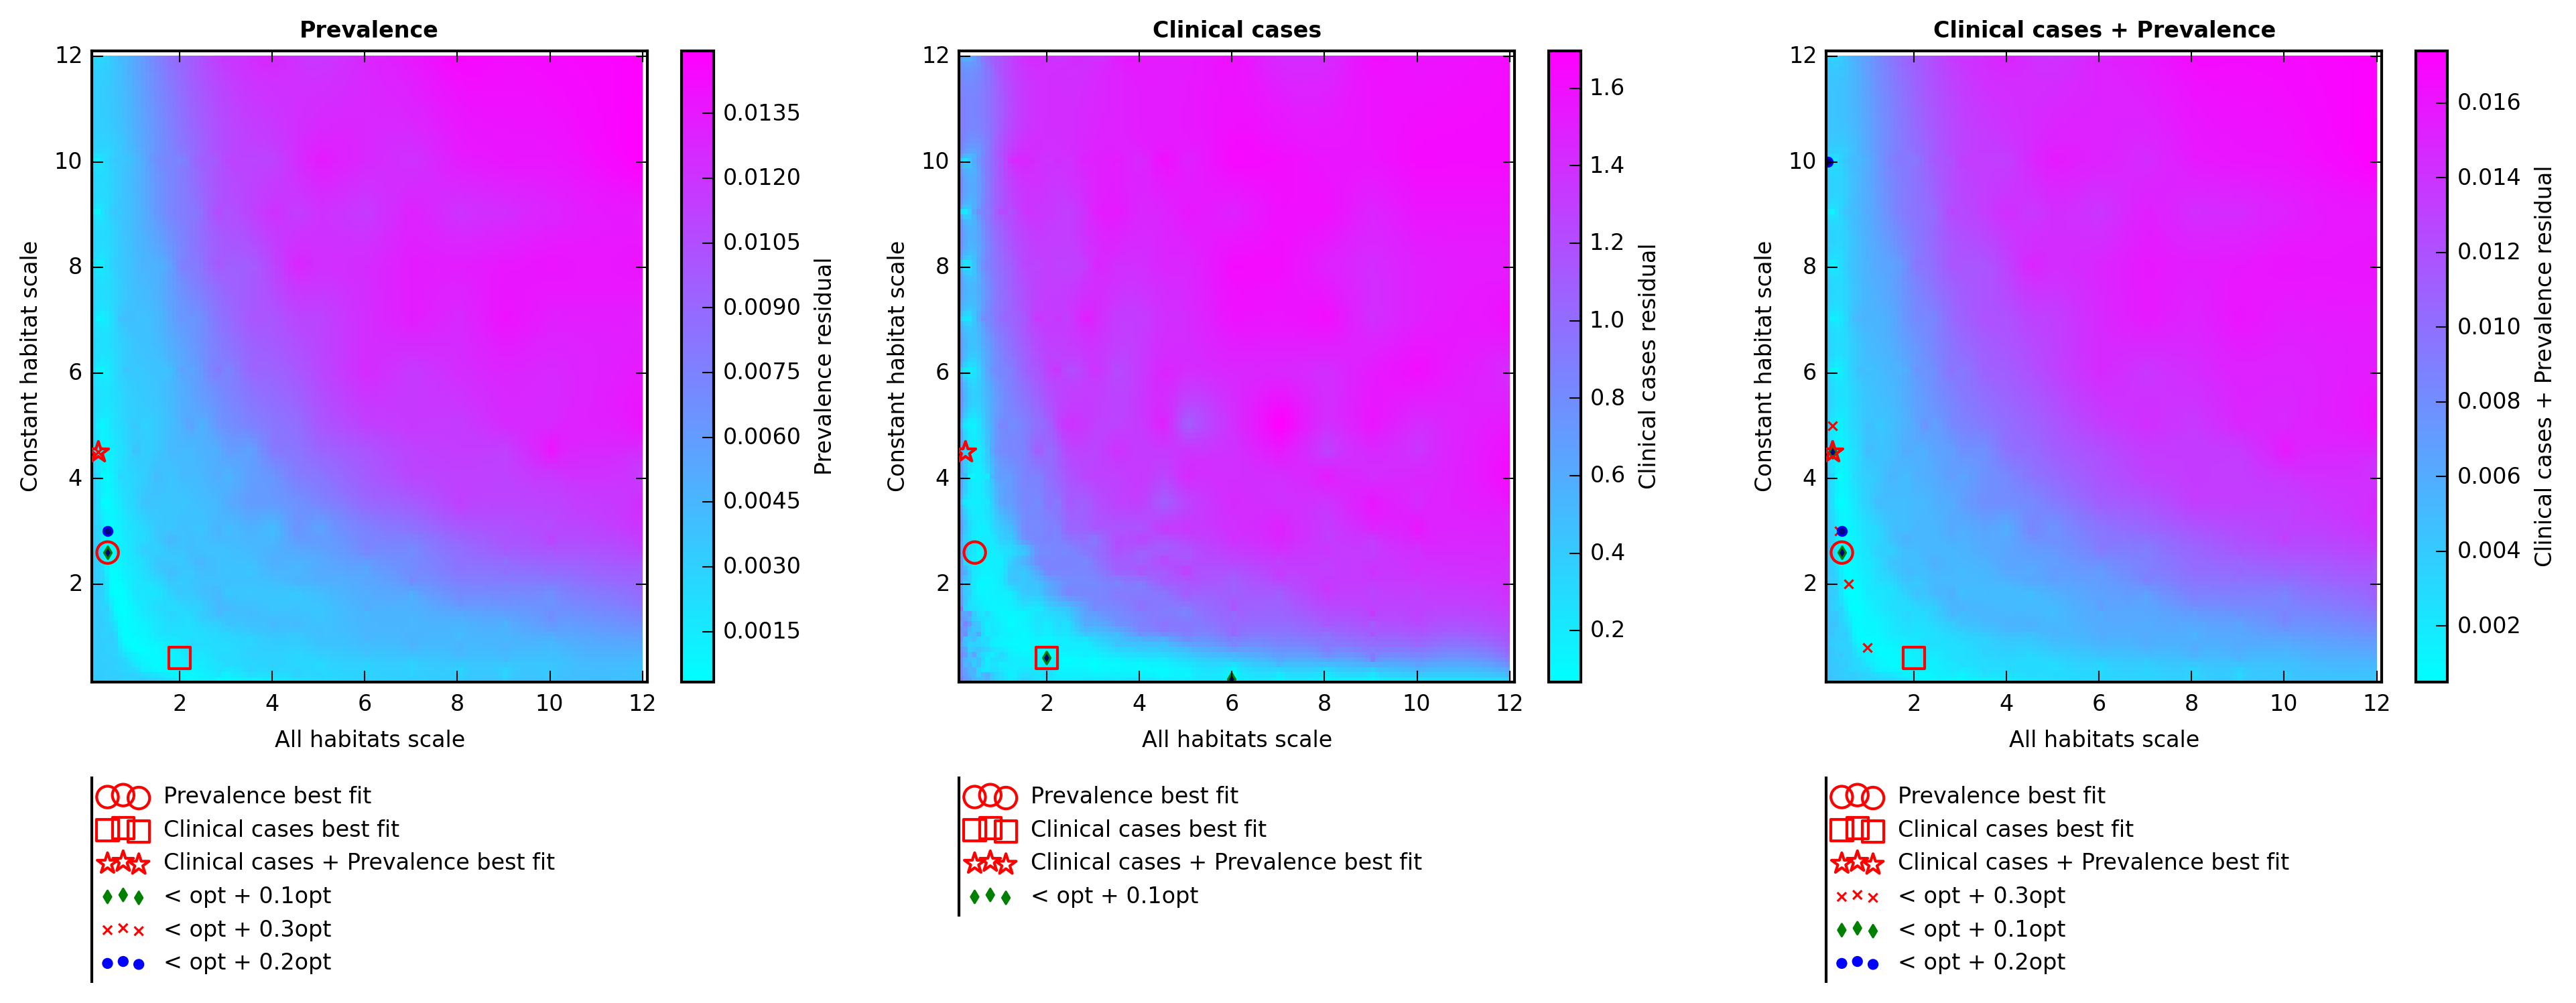 Prevalence
12
10
8
6
4
2
2 4 6 8 10 12
Constant habitat scale
All habitats scale
0.0135
0.0120
0.0105
0.0090
0.0075
0.0060
0.0045
0.0030
0.0015
Prevalence residual
Prevalence best fit
Clinical cases best fit
Clinical cases + Prevalence best fit
< opt + 0.1opt
< opt + 0.3opt
< opt + 0.2opt
Clinical cases
12
10
8
6
4
2
2 4 6 8 10 12
Constant habitat scale
All habitats scale
1.6
1.4
1.2
1.0
0.8
0.6
0.4
0.2
Clinical cases residual
Prevalence best fit
Clinical cases best fit
Clinical cases + Prevalence best fit
< opt + 0.1opt
Clinical cases + Prevalence
12
10
8
6
4
2
2 4 6 8 10 12
Constant habitat scale
All habitats scale
0.016
0.014
0.012
0.010
0.008
0.006
0.004
0.002
Clinical cases + Prevalence residual
Prevalence best fit
Clinical cases best fit
Clinical cases + Prevalence best fit
< opt + 0.3opt
< opt + 0.1opt
< opt + 0.2opt